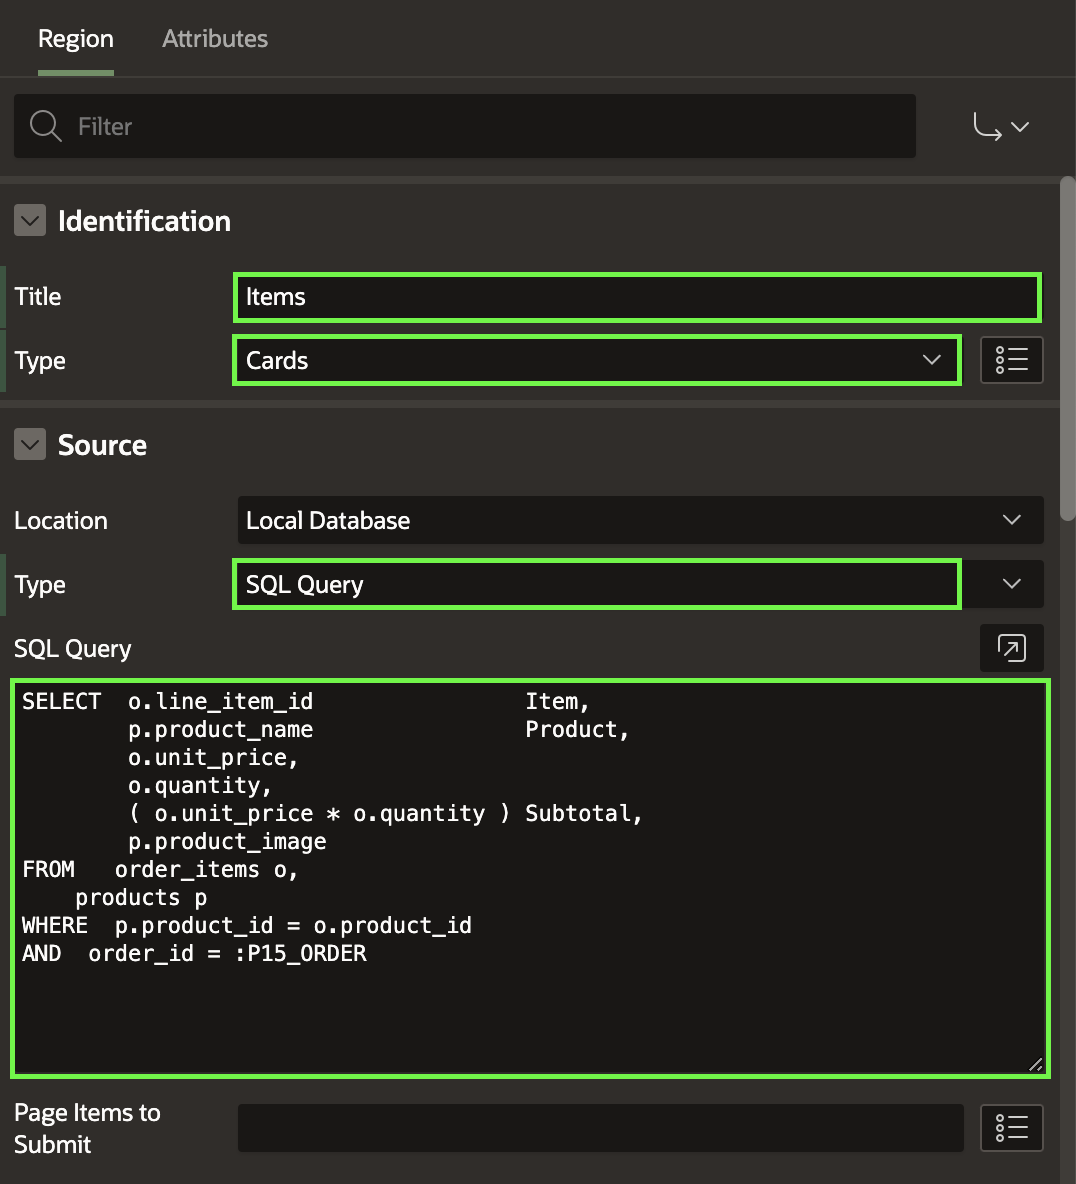 Region Attributes
Filter
Identification
Title Items
Type Cards
Source
Location Local Database
Type SQL Query
SQL Query
SELECT  o.line_item_id                Item,
        p.product_name                Product,
        o.unit_price,
        o.quantity,
        ( o.unit_price * o.quantity ) Subtotal,
        p.product_image
FROM   order_items o,
    products p
WHERE  p.product_id = o.product_id
AND  order_id = :P15_ORDER
Page Items to
Submit